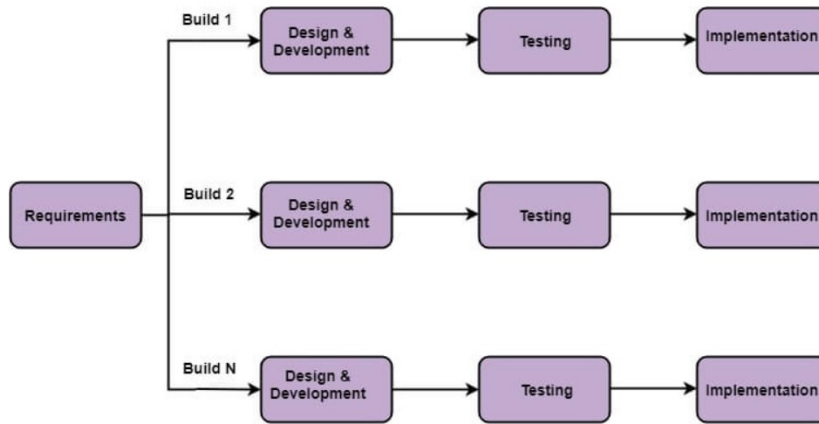 Build 1
Design &
Development
Testing
Implementation
Requirements
Build 2
Design &
Development
Testing
Implementation
Build N
Design &
Development
Testing
Implementation